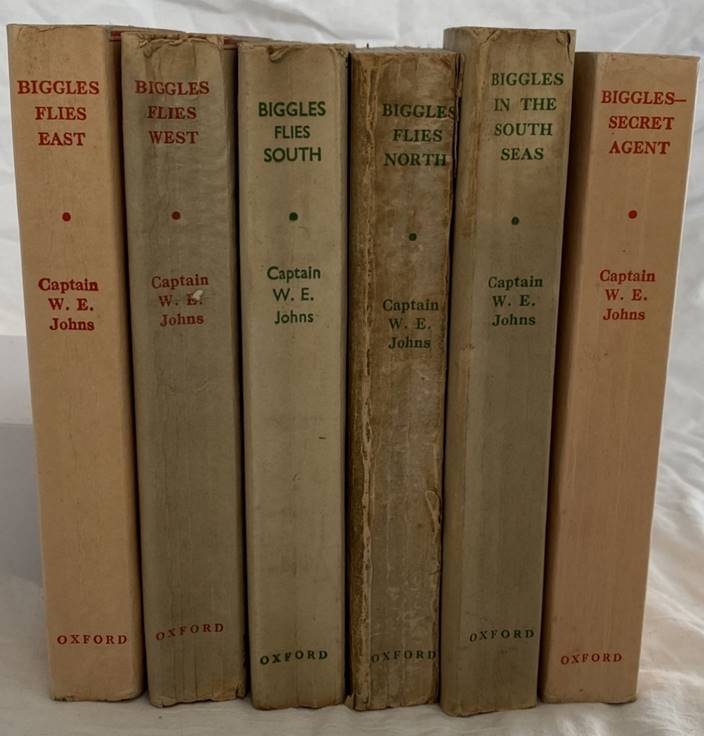 BIGGLES
FLIES
EAST
Captain
W. E.
Johns
OXFORD
BIGGLES
FLIES
WEST
Captain
W. E.
Johns
OXFORD
BIGGLES
FLIES
SOUTH
Captain
W. E.
Johns
OXFORD
BIGGLES
FLIES
NORTH
Captain
W. E.
Johns
OXFORD
BIGGLES
IN THE
SOUTH
SEAS
Captain
W. E.
Johns
OXFORD
BIGGLES—
SECRET
AGENT
Captain
W. E.
Johns
OXFORD